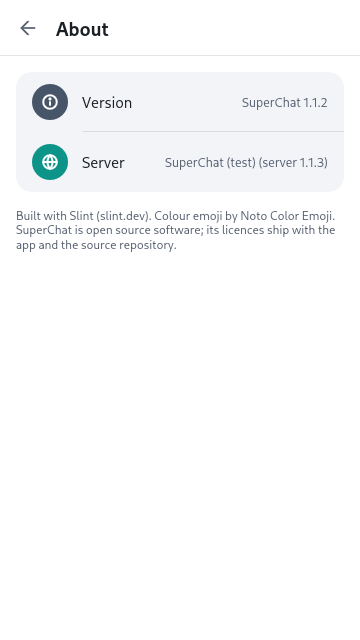 About
Version
SuperChat 1.1.2
Server
SuperChat (test) (server 1.1.3)
Built with Slint (slint.dev). Colour emoji by Noto Color Emoji.
SuperChat is open source software; its licences ship with the
app and the source repository.